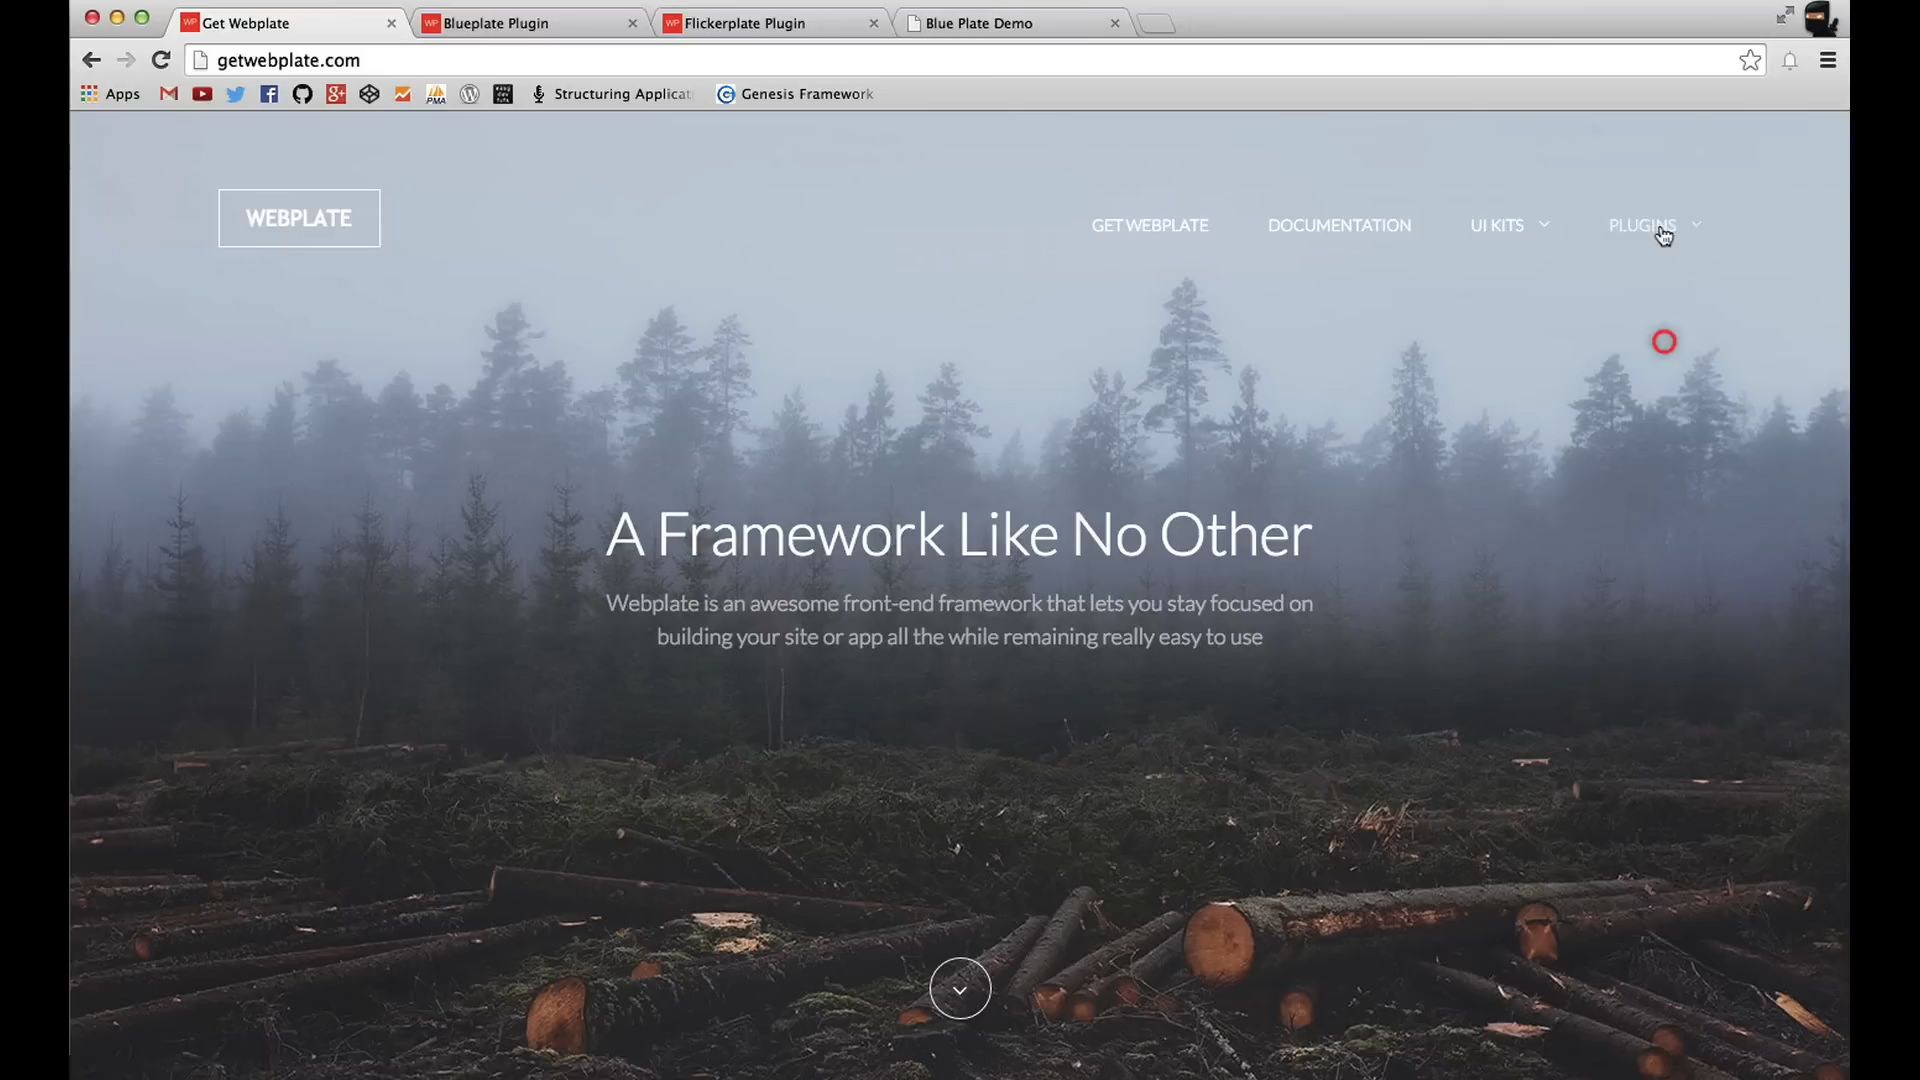 Get Webplate
Blueplate Plugin
Flickerplate Plugin
Blue Plate Demo
getwebplate.com
Apps
PMA
Structuring Applicat
Genesis Framework
WEBPLATE
GET WEBPLATE
DOCUMENTATION
UI KITS
PLUGINS
A Framework Like No Other
Webplate is an awesome front-end framework that lets you stay focused on
building your site or app all the while remaining really easy to use